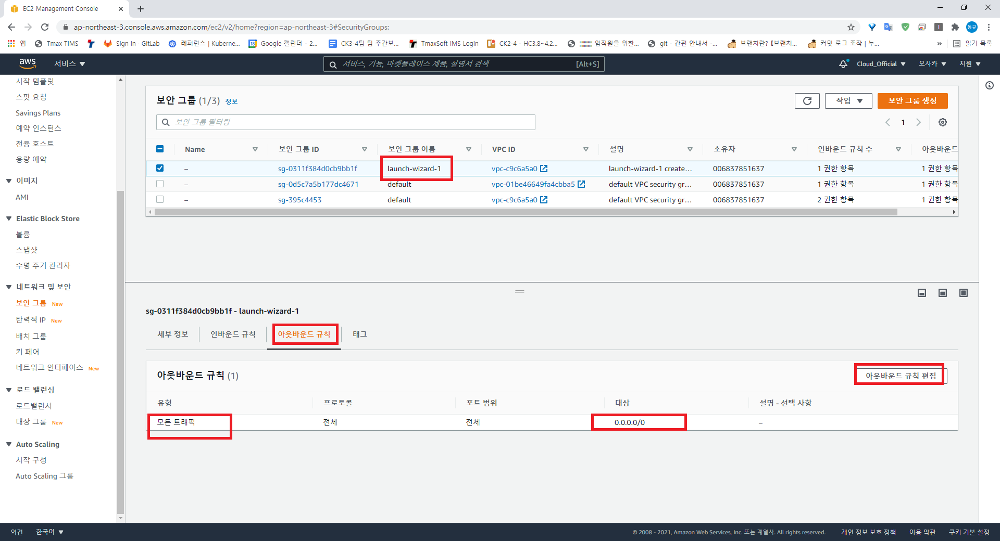 EC2 Management Console
ap-northeast-3.console.aws.amazon.com/ec2/v2/home?region=ap-northeast-3#SecurityGroups:
동규
앱 Tmax TIMS Sign in · GitLab 레퍼런스 | Kuberne... 18 Google 캘린더 - 2... CK3-4팀 팀 주간보... TmaxSoft IMS Login CK2-4 - HC3.8~4.2... 임직원을 위한... git - 간편 안내서 -... 브랜치란?【브랜치... 커밋 로그 조작 | 누... » 읽기 목록
aws 서비스 서비스, 기능, 마켓플레이스 제품, 설명서 검색 [Alt+S] Cloud_Official 오사카 지원
시작 템플릿
스팟 요청
Savings Plans
예약 인스턴스
전용 호스트
용량 예약
이미지
AMI
Elastic Block Store
볼륨
스냅샷
수명 주기 관리자
네트워크 및 보안
보안 그룹 New
탄력적 IP New
배치 그룹
키 페어
네트워크 인터페이스 New
로드 밸런싱
로드밸런서
대상 그룹 New
Auto Scaling
시작 구성
Auto Scaling 그룹
보안 그룹 (1/3) 정보
작업 보안 그룹 생성
보안 그룹 필터링
1
Name 보안 그룹 ID 보안 그룹 이름 VPC ID 설명 소유자 인바운드 규칙 수 아웃바운드
– sg-0311f384d0cb9bb1f launch-wizard-1 vpc-c9c6a5a0 launch-wizard-1 create... 006837851637 1 권한 항목 1 권한 항목
– sg-0d5c7a5b177dc4671 default vpc-01be46649fa4cbba5 default VPC security gr... 006837851637 1 권한 항목 1 권한 항목
– sg-395c4453 default vpc-c9c6a5a0 default VPC security gr... 006837851637 2 권한 항목 1 권한 항목
sg-0311f384d0cb9bb1f - launch-wizard-1
세부 정보 인바운드 규칙 아웃바운드 규칙 태그
아웃바운드 규칙 (1)
아웃바운드 규칙 편집
유형 프로토콜 포트 범위 대상 설명 - 선택 사항
모든 트래픽 전체 전체 0.0.0.0/0 –
의견 한국어 © 2008 - 2021, Amazon Web Services, Inc. 또는 계열사. All rights reserved. 개인 정보 보호 정책 이용 약관 쿠키 기본 설정